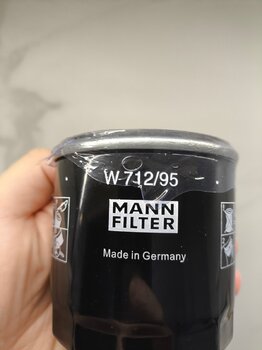 W 712/95
MANN
FILTER
Made in Germany